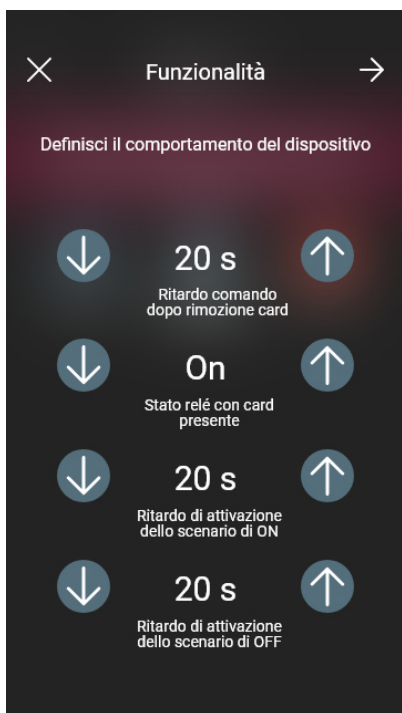 Funzionalità
Definisci il comportamento del dispositivo
20 s
Ritardo comando
dopo rimozione card
On
Stato relé con card
presente
20 s
Ritardo di attivazione
dello scenario di ON
20 s
Ritardo di attivazione
dello scenario di OFF